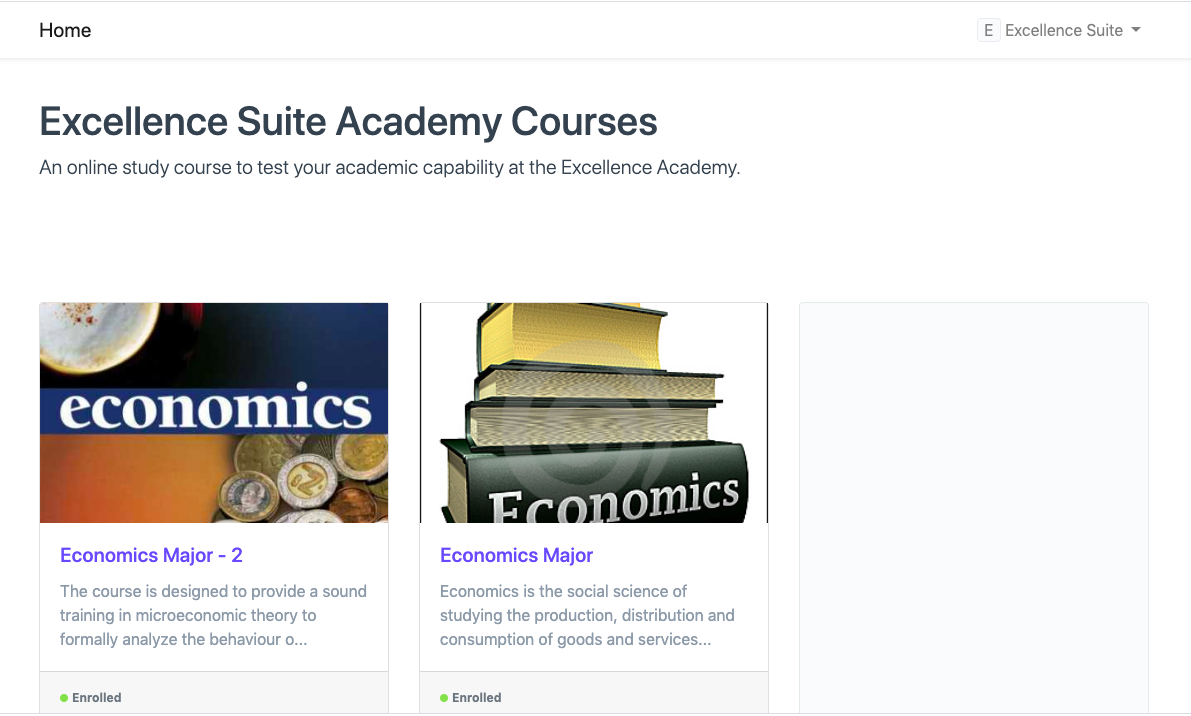 Home
E Excellence Suite
Excellence Suite Academy Courses
An online study course to test your academic capability at the Excellence Academy.
economics
Economics
Economics Major - 2
The course is designed to provide a sound
training in microeconomic theory to
formally analyze the behaviour o...
Enrolled
Economics Major
Economics is the social science of
studying the production, distribution and
consumption of goods and services...
Enrolled